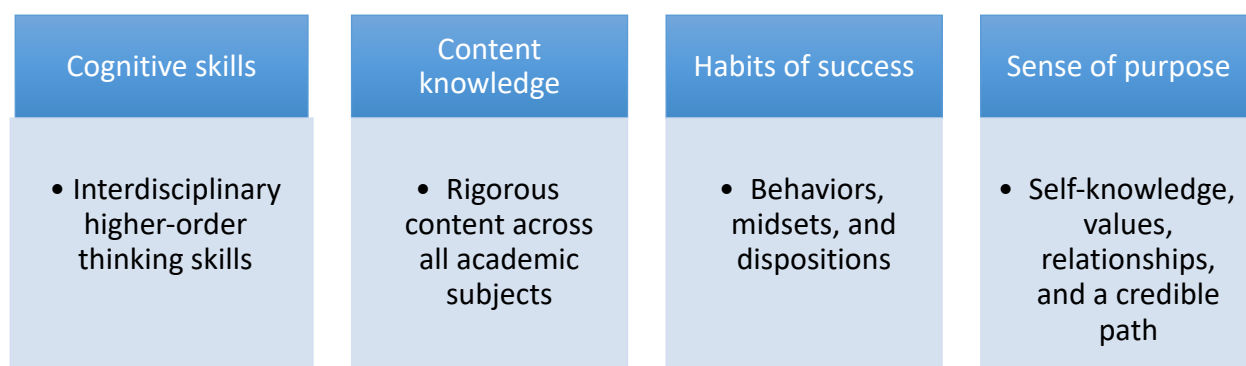 Cognitive skills
• Interdisciplinary
higher-order
thinking skills
Content
knowledge
• Rigorous
content across
all academic
subjects
Habits of success
• Behaviors,
midsets, and
dispositions
Sense of purpose
• Self-knowledge,
values,
relationships,
and a credible
path